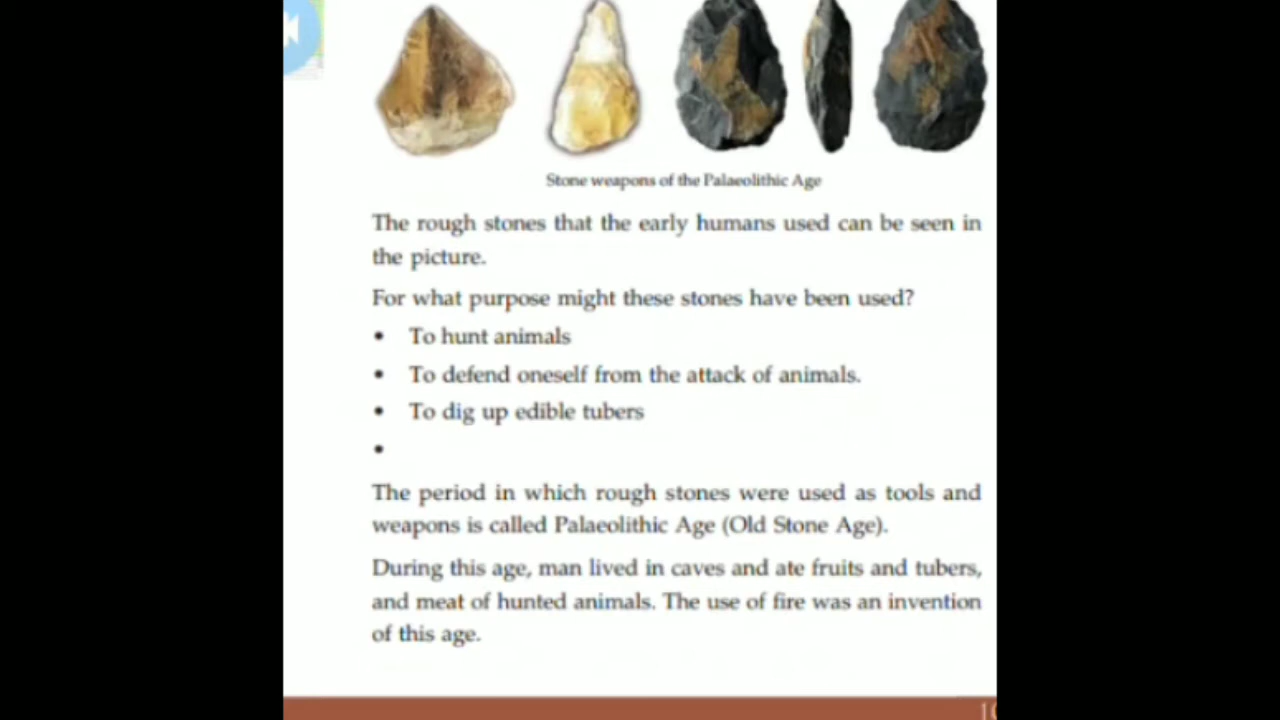 Stone weapons of the Palaeolithic Age
The rough stones that the early humans used can be seen in
the picture.
For what purpose might these stones have been used?
• To hunt animals
• To defend oneself from the attack of animals.
• To dig up edible tubers
•
The period in which rough stones were used as tools and
weapons is called Palaeolithic Age (Old Stone Age).
During this age, man lived in caves and ate fruits and tubers,
and meat of hunted animals. The use of fire was an invention
of this age.